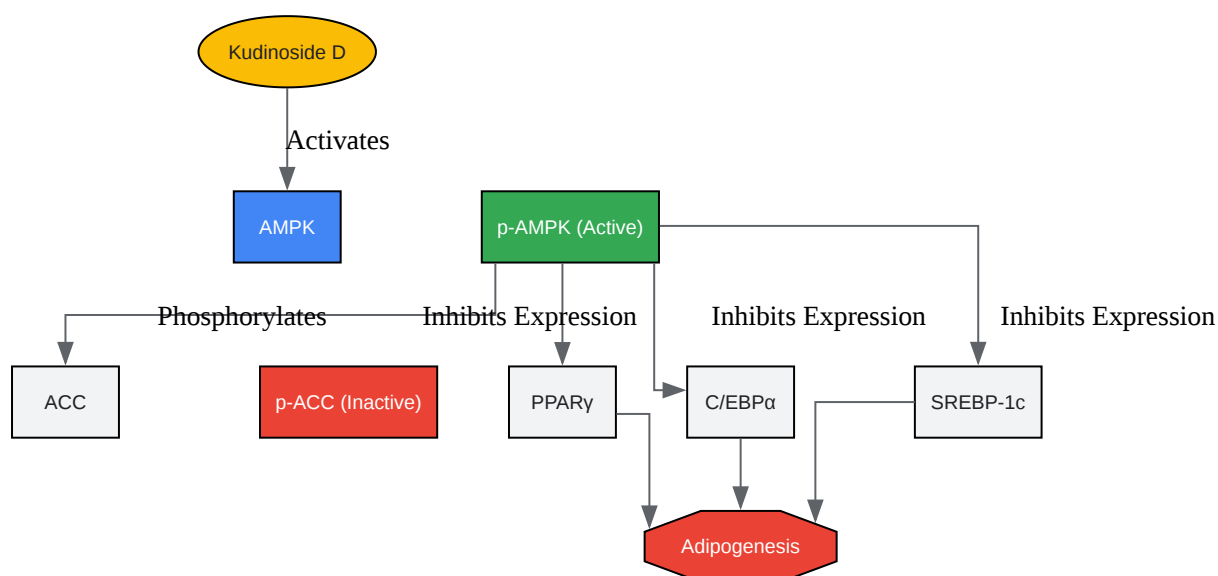 Kudinoside D
Activates
AMPK
p-AMPK (Active)
Phosphorylates
Inhibits Expression
Inhibits Expression
Inhibits Expression
ACC
p-ACC (Inactive)
PPARγ
C/EBPα
SREBP-1c
Adipogenesis